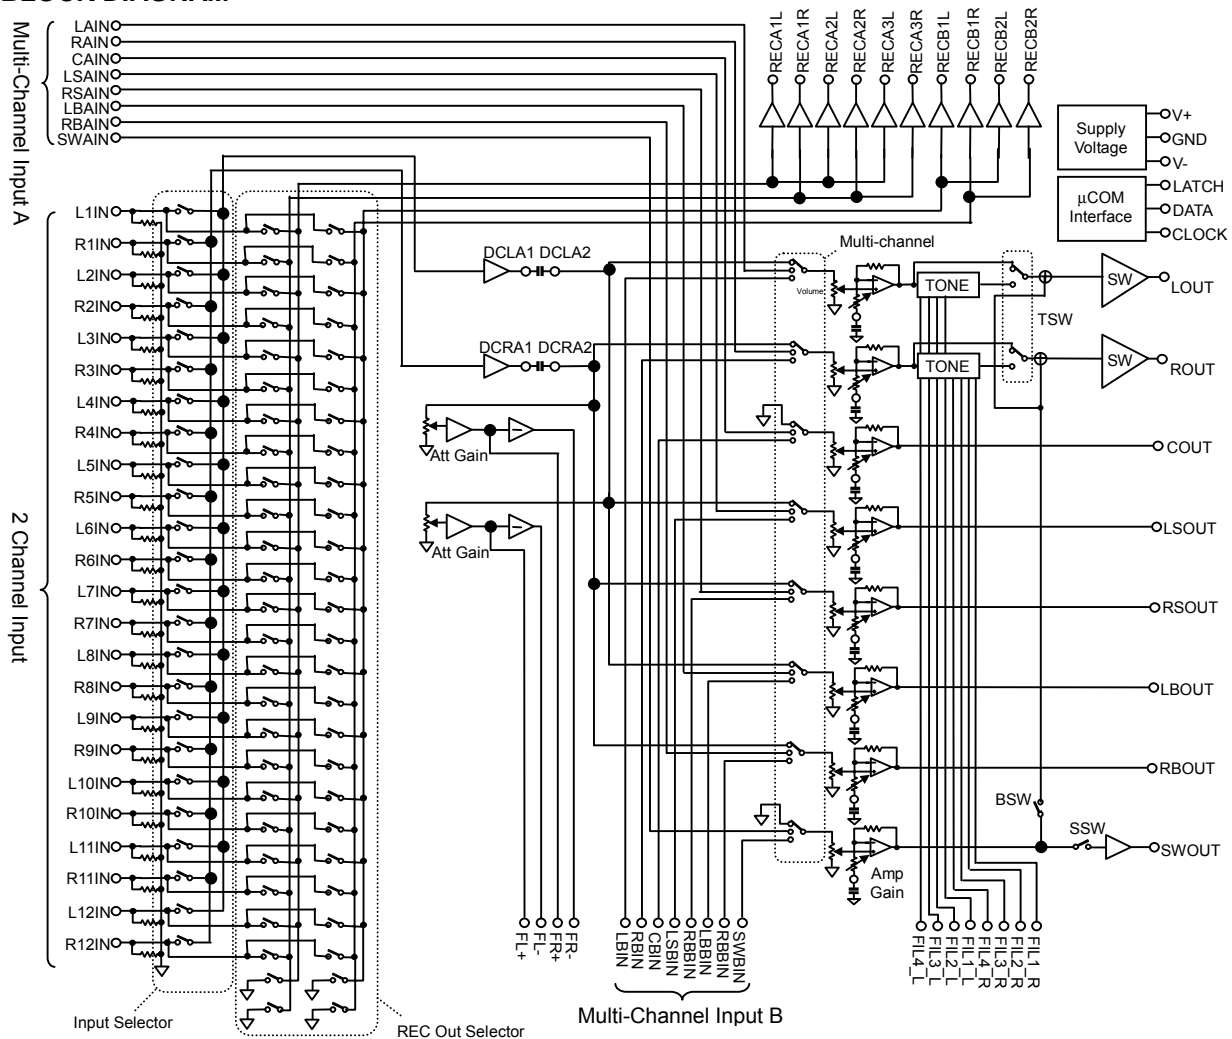 BLOCK DIAGRAM
Multi-Channel Input A
LAIN
RAIN
CAIN
LSAIN
RSAIN
LBAIN
RBAIN
SWAIN
RECA1L
RECA1R
RECA2L
RECA2R
RECA3L
RECA3R
RECB1L
RECB1R
RECB2L
RECB2R
Supply
Voltage
V+
GND
V-
µCOM
Interface
LATCH
DATA
CLOCK
2 Channel Input
L1IN
R1IN
L2IN
R2IN
L3IN
R3IN
L4IN
R4IN
L5IN
R5IN
L6IN
R6IN
L7IN
R7IN
L8IN
R8IN
L9IN
R9IN
L10IN
R10IN
L11IN
R11IN
L12IN
R12IN
DCLA1 DCLA2
DCRA1 DCRA2
Att Gain
Att Gain
Multi-channel
Volume
TONE
TONE
TSW
SW
SW
LOUT
ROUT
COUT
LSOUT
RSOUT
LBOUT
RBOUT
BSW
SSW
SWOUT
Amp
Gain
FL+
FL-
FR+
FR-
LBIN
RBIN
CBIN
LSBIN
RBBIN
LBBIN
RBBIN
SWBIN
FIL4_L
FIL3_L
FIL2_L
FIL1_L
FIL4_R
FIL3_R
FIL2_R
FIL1_R
Input Selector
REC Out Selector
Multi-Channel Input B